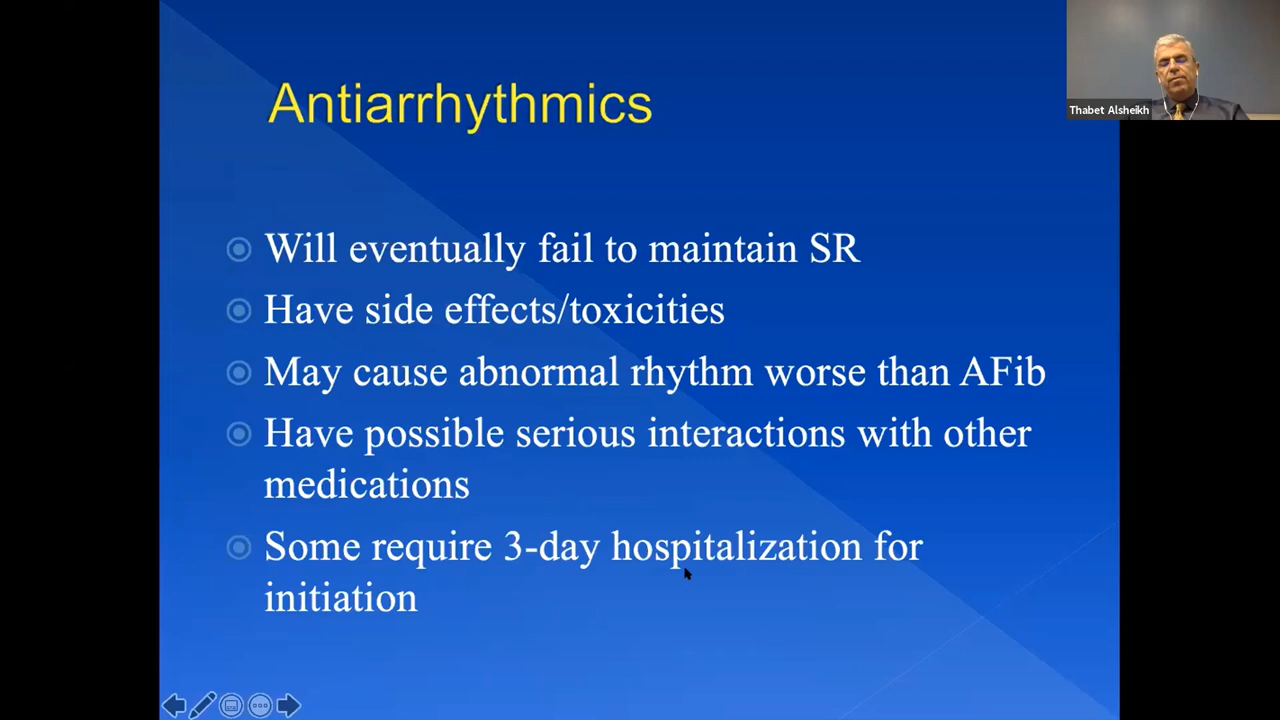 Thabet Alsheikh
Antiarrhythmics
Will eventually fail to maintain SR
Have side effects/toxicities
May cause abnormal rhythm worse than AFib
Have possible serious interactions with other
medications
Some require 3-day hospitalization for
initiation